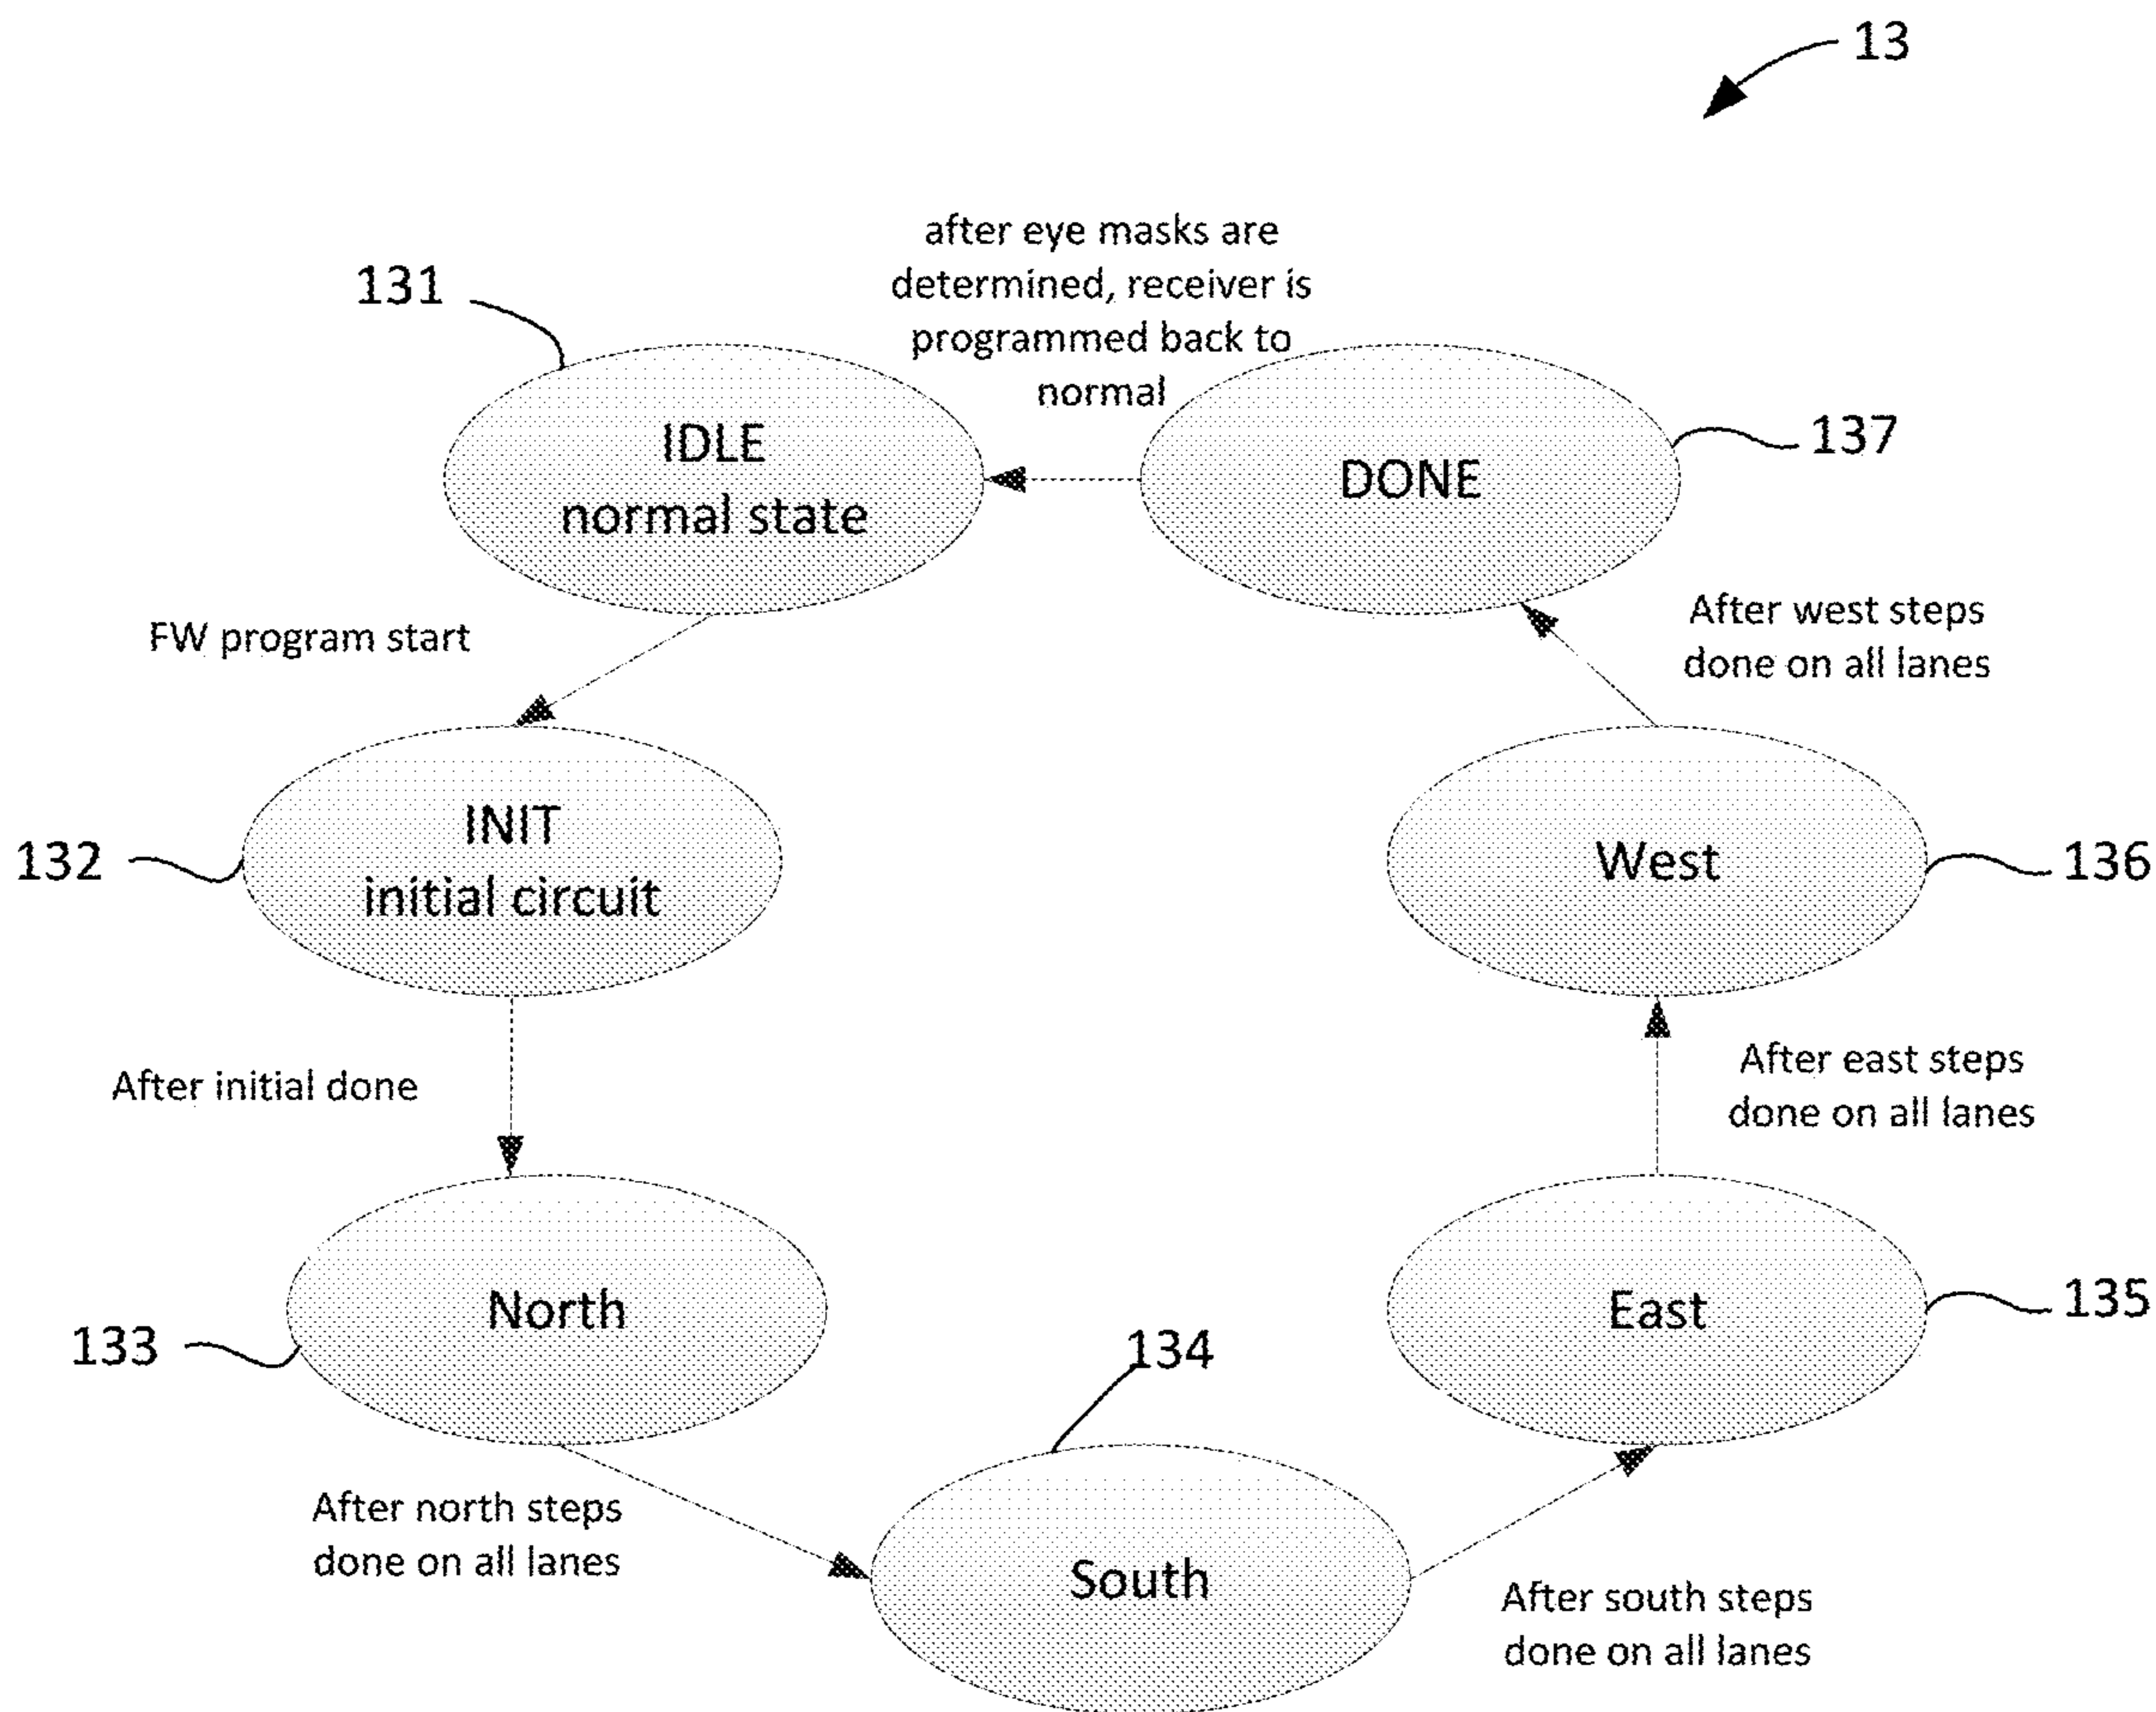 13
after eye masks are
determined, receiver is
programmed back to
normal
131
IDLE
normal state
DONE
137
FW program start
After west steps
done on all lanes
132
INIT
initial circuit
West
136
After initial done
After east steps
done on all lanes
133
North
East
135
134
After north steps
done on all lanes
South
After south steps
done on all lanes